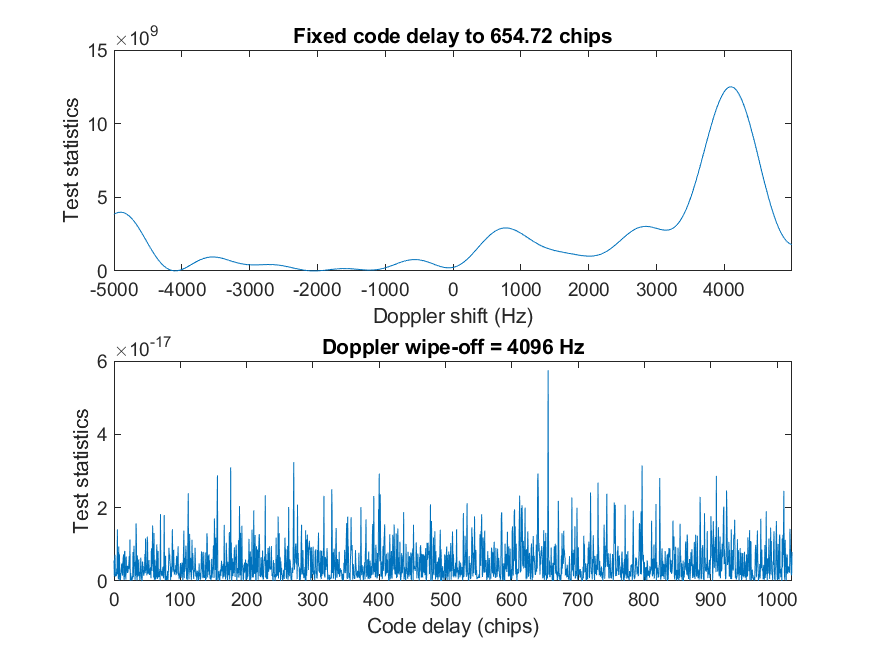 Fixed code delay to 654.72 chips
×10^9
15
10
5
0
Test statistics
-5000 -4000 -3000 -2000 -1000 0 1000 2000 3000 4000
Doppler shift (Hz)
Doppler wipe-off = 4096 Hz
×10^-17
6
4
2
0
Test statistics
0 100 200 300 400 500 600 700 800 900 1000
Code delay (chips)